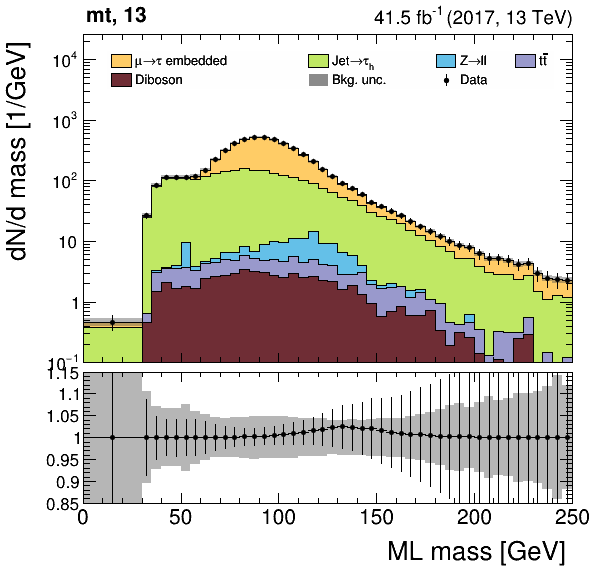 mt, 13 41.5 fb⁻¹ (2017, 13 TeV)
dN/d mass [1/GeV]
μ→τ embedded Jet→τₕ Z→ll tt̄
Diboson Bkg. unc. Data
10⁴
10³
10²
10
1
10⁻¹
1.15
1.1
1.05
1
0.95
0.9
0.85
0 50 100 150 200 250
ML mass [GeV]